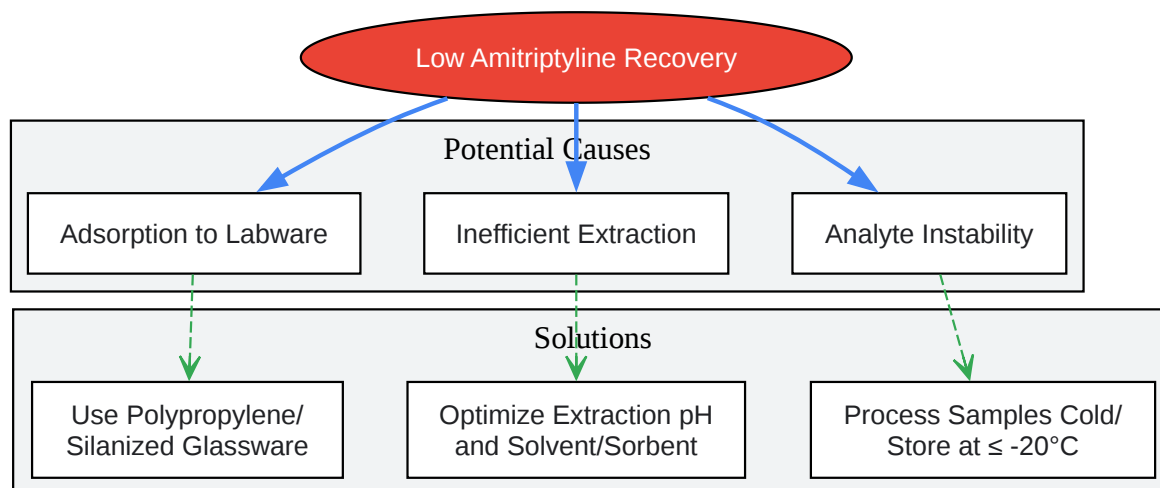 Low Amitriptyline Recovery
Potential Causes
Adsorption to Labware
Inefficient Extraction
Analyte Instability
Solutions
Use Polypropylene/
Silanized Glassware
Optimize Extraction pH
and Solvent/Sorbent
Process Samples Cold/
Store at ≤ -20°C